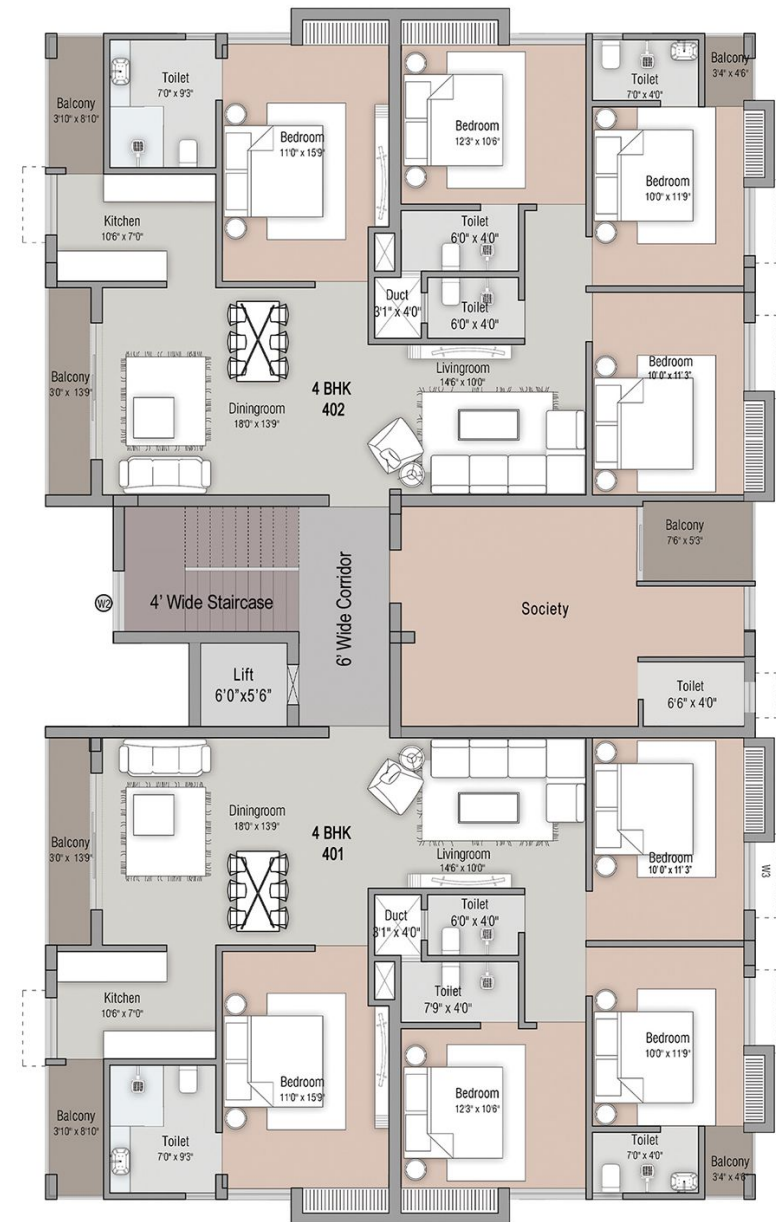 Toilet
7'0" x 9'3"
Balcony
3'10" x 8'10"
Bedroom
11'0" x 15'9"
Bedroom
12'3" x 10'6"
Toilet
7'0" x 4'0"
Balcony
3'4" x 4'6"
Bedroom
10'0" x 11'9"
Kitchen
10'6" x 7'0"
Toilet
6'0" x 4'0"
Duct
3'1" x 4'0"
Toilet
6'0" x 4'0"
Balcony
3'0" x 13'9"
Diningroom
18'0" x 13'9"
4 BHK
402
Livingroom
14'6" x 10'0"
Bedroom
10' 0" x 11' 3"
Balcony
7'6" x 5'3"
W2
4' Wide Staircase
6' Wide Corridor
Society
Lift
6'0"x5'6"
Toilet
6'6" x 4'0"
Balcony
3'0" x 13'9"
Diningroom
18'0" x 13'9"
4 BHK
401
Livingroom
14'6" x 10'0"
Bedroom
10' 0" x 11' 3"
W3
Duct
3'1" x 4'0"
Toilet
6'0" x 4'0"
Kitchen
10'6" x 7'0"
Toilet
7'9" x 4'0"
Bedroom
10'0" x 11'9"
Bedroom
11'0" x 15'9"
Bedroom
12'3" x 10'6"
Balcony
3'10" x 8'10"
Toilet
7'0" x 9'3"
Toilet
7'0" x 4'0"
Balcony
3'4" x 4'6"